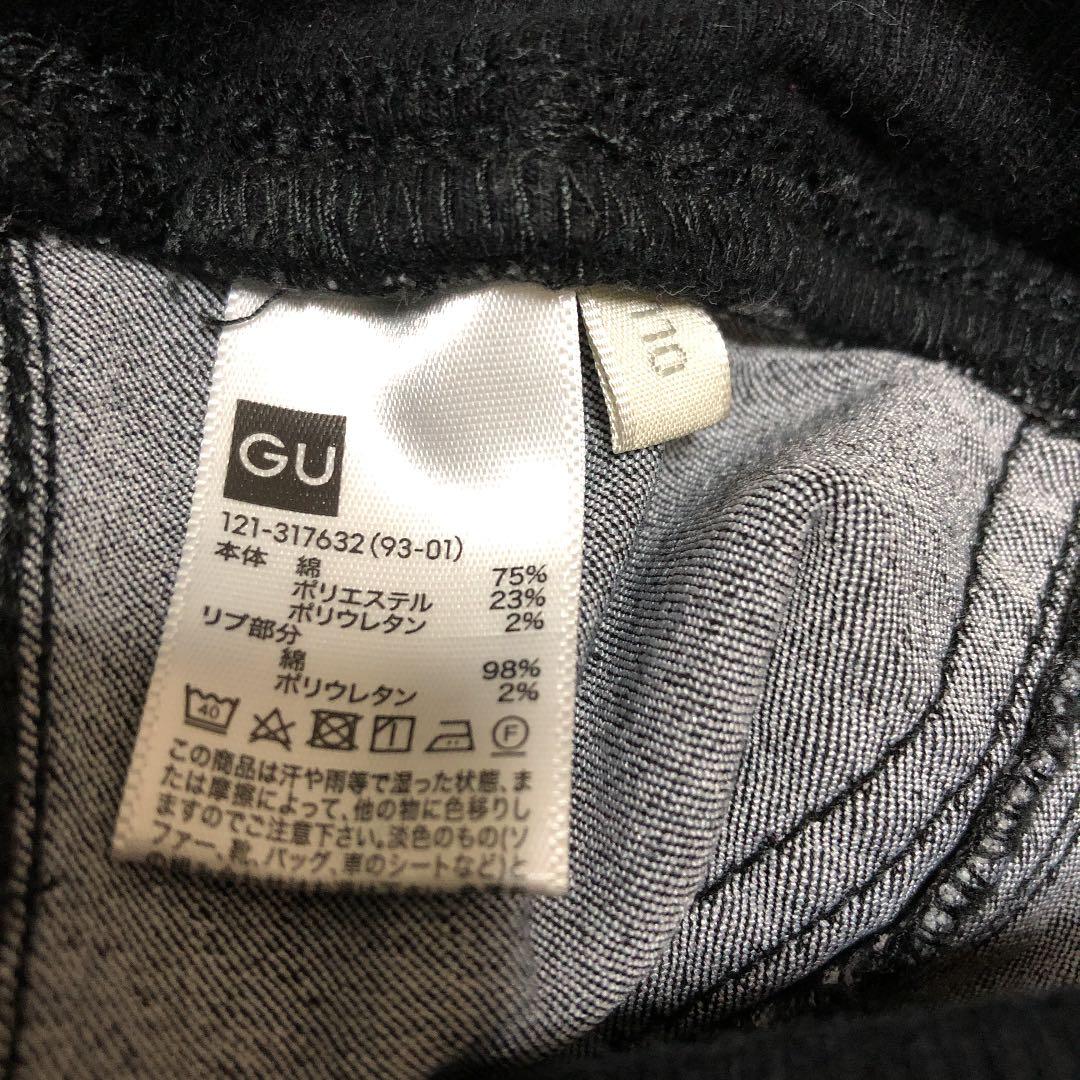 110
GU
121-317632(93-01)
本体 綿 75%
ポリエステル 23%
ポリウレタン 2%
リブ部分
綿 98%
ポリウレタン 2%
40
F
この商品は汗や雨等で湿った状態、ま
たは摩擦によって、他の物に色移りし
ますのでご注意下さい。淡色のもの(ソ
ファー、靴、バッグ、車のシートなど)と